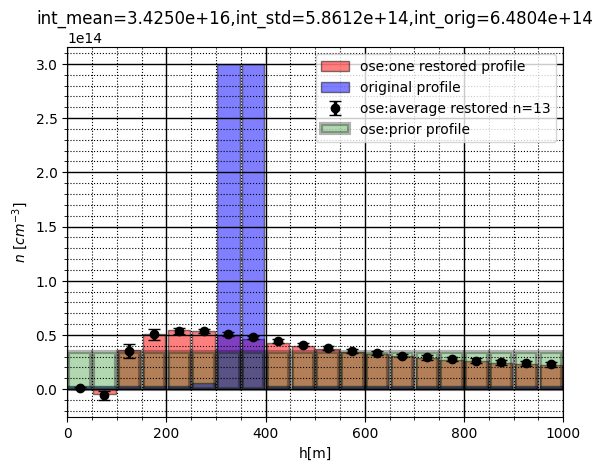 int_mean=3.4250e+16,int_std=5.8612e+14,int_orig=6.4804e+14
1e14
ose:one restored profile
original profile
ose:average restored n=13
ose:prior profile
3.0
2.5
2.0
1.5
1.0
0.5
0.0
n [cm⁻³]
0 200 400 600 800 1000
h[m]